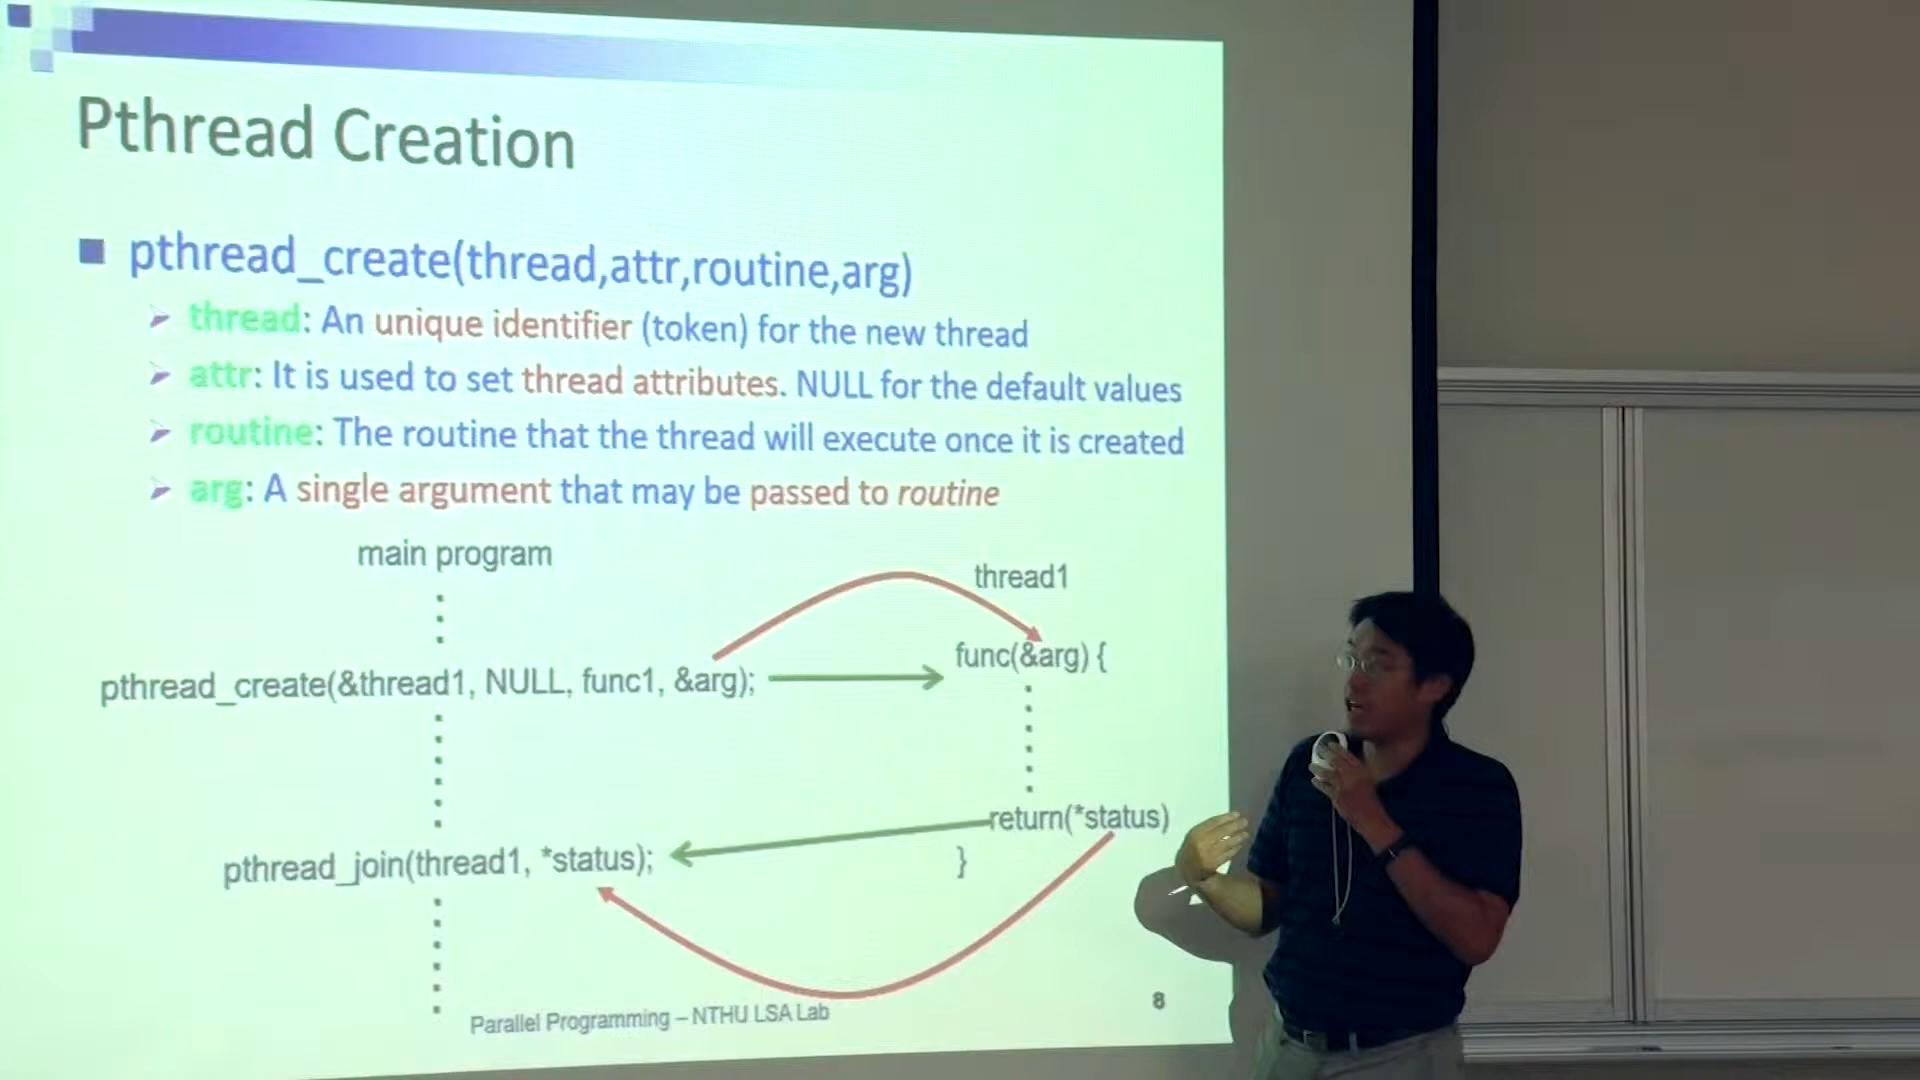 Pthread Creation
pthread_create(thread,attr,routine,arg)
thread: An unique identifier (token) for the new thread
attr: It is used to set thread attributes. NULL for the default values
routine: The routine that the thread will execute once it is created
arg: A single argument that may be passed to routine
main program
thread1
func(&arg) {
pthread_create(&thread1, NULL, func1, &arg);
return(*status)
pthread_join(thread1, *status);
}
Parallel Programming – NTHU LSA Lab
8